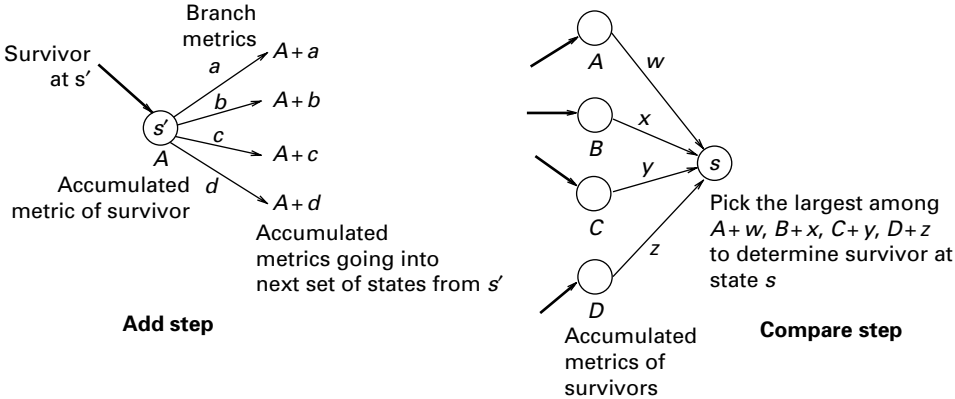 Branch
metrics
Survivor
at s′
a
b
c
d
A + a
A + b
A + c
A + d
s′
A
Accumulated
metric of survivor
Accumulated
metrics going into
next set of states from s′
Add step
A
B
C
D
w
x
y
z
s
Pick the largest among
A + w, B + x, C + y, D + z
to determine survivor at
state s
Accumulated
metrics of
survivors
Compare step